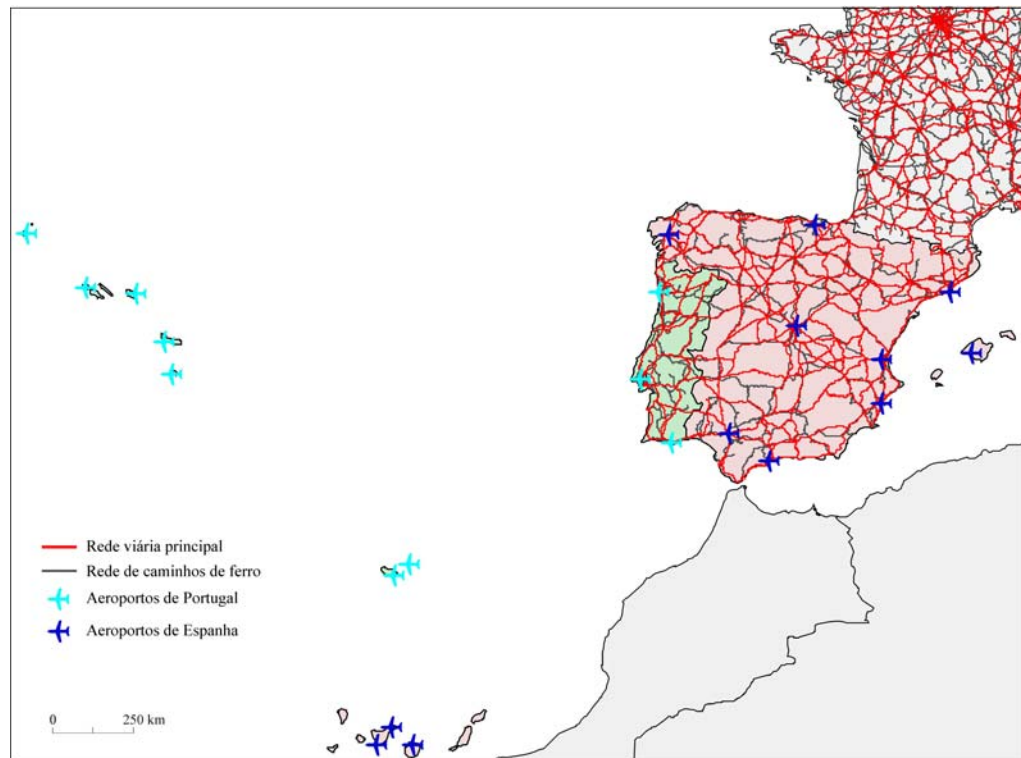 Rede viária principal
Rede de caminhos de ferro
Aeroportos de Portugal
Aeroportos de Espanha
0 250 km